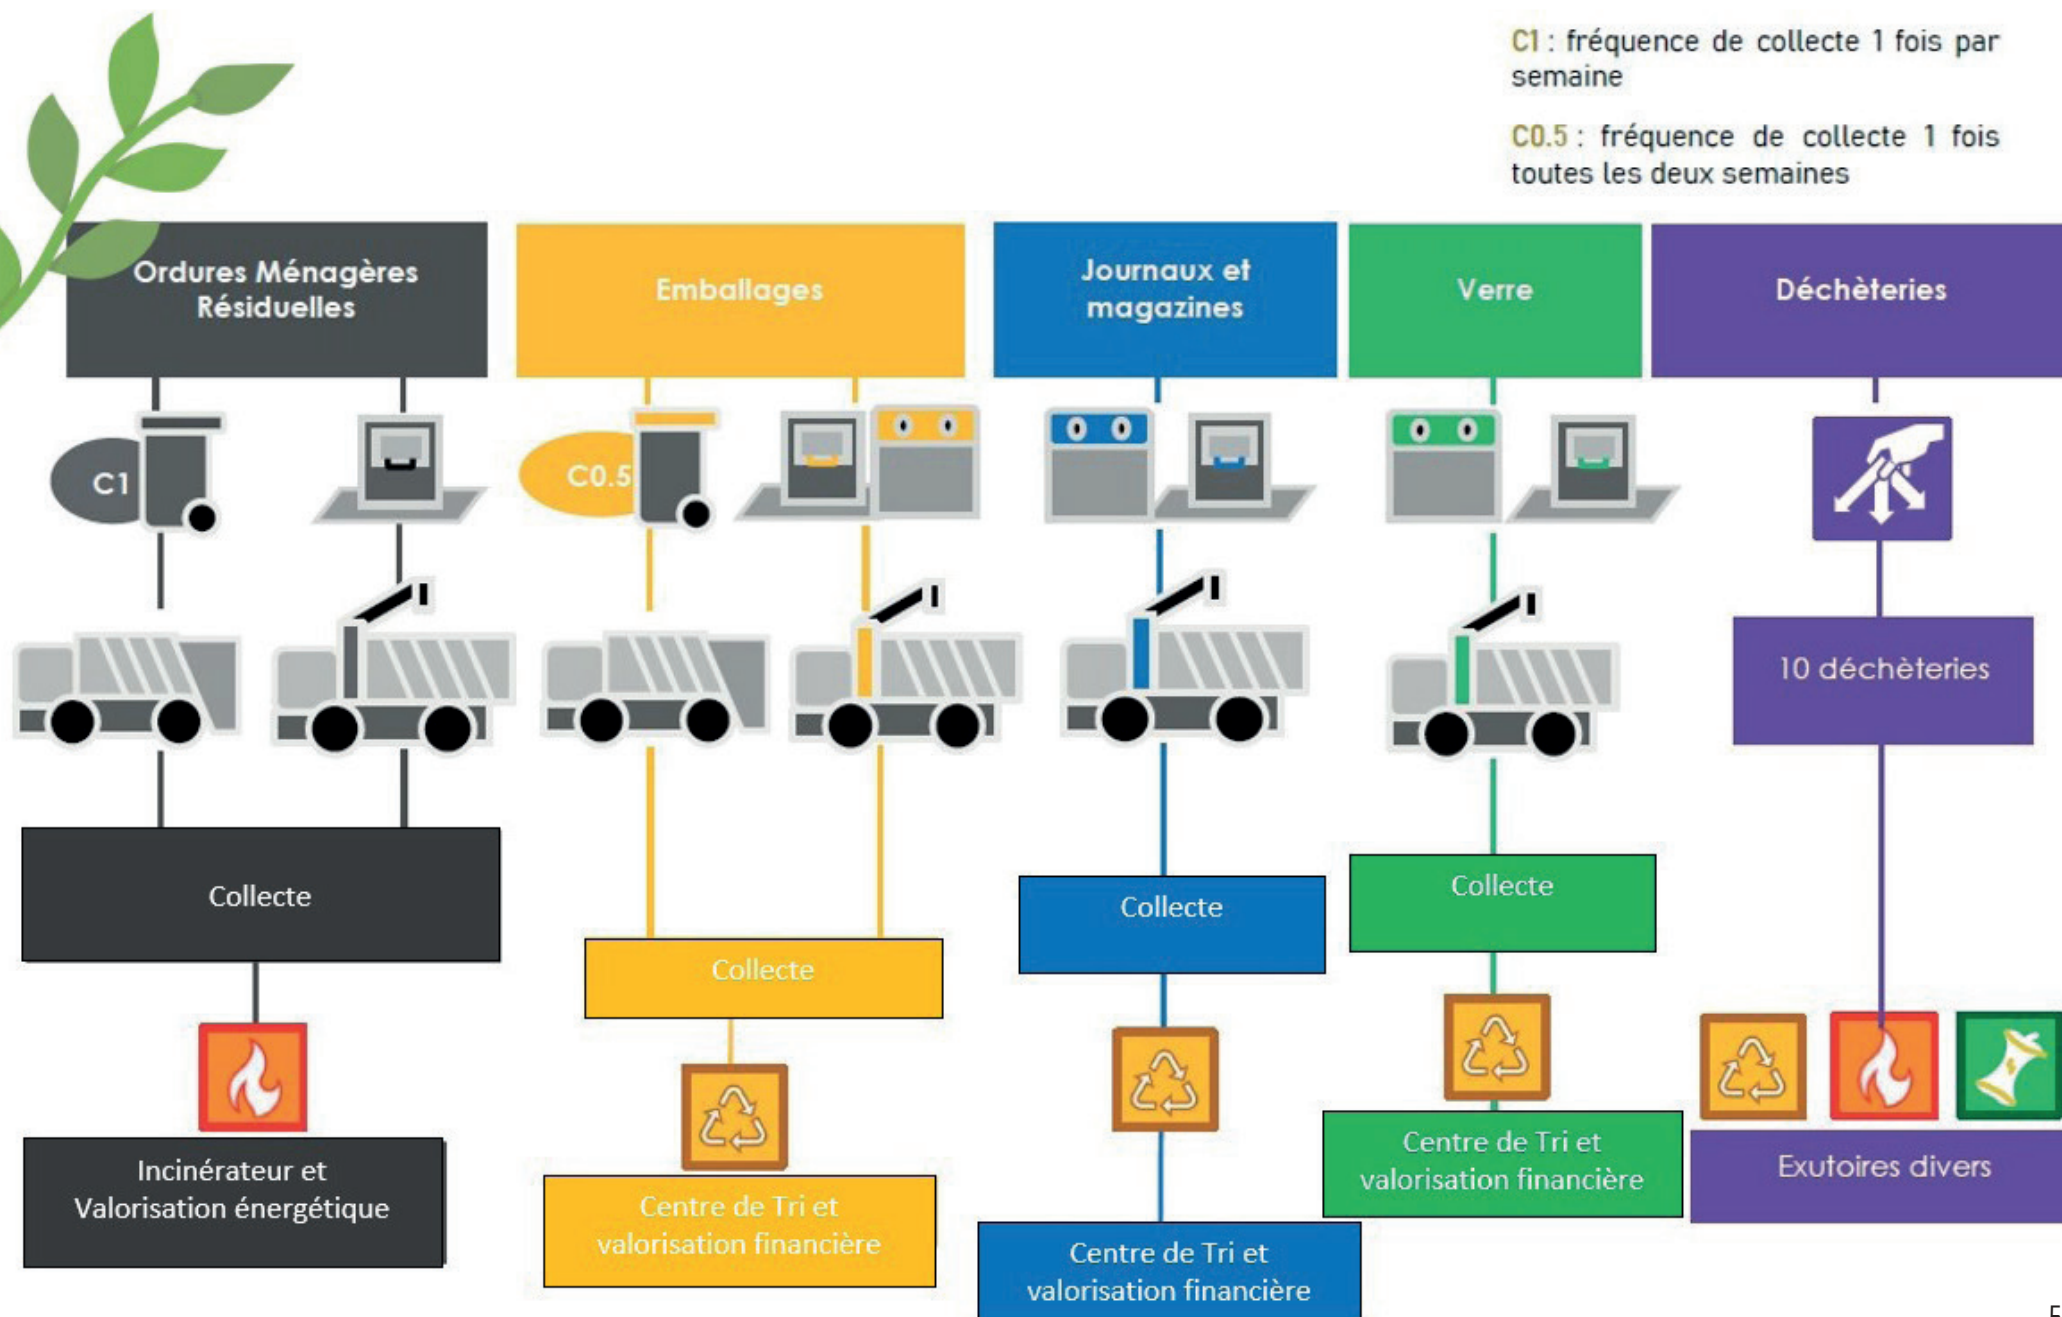 C1 : fréquence de collecte 1 fois par
semaine
C0.5 : fréquence de collecte 1 fois
toutes les deux semaines
Ordures Ménagères
Résiduelles
Emballages
Journaux et
magazines
Verre
Déchèteries
C1
C0.5
10 déchèteries
Collecte
Collecte
Collecte
Collecte
Incinérateur et
Valorisation énergétique
Centre de Tri et
valorisation financière
Centre de Tri et
valorisation financière
Centre de Tri et
valorisation financière
Exutoires divers